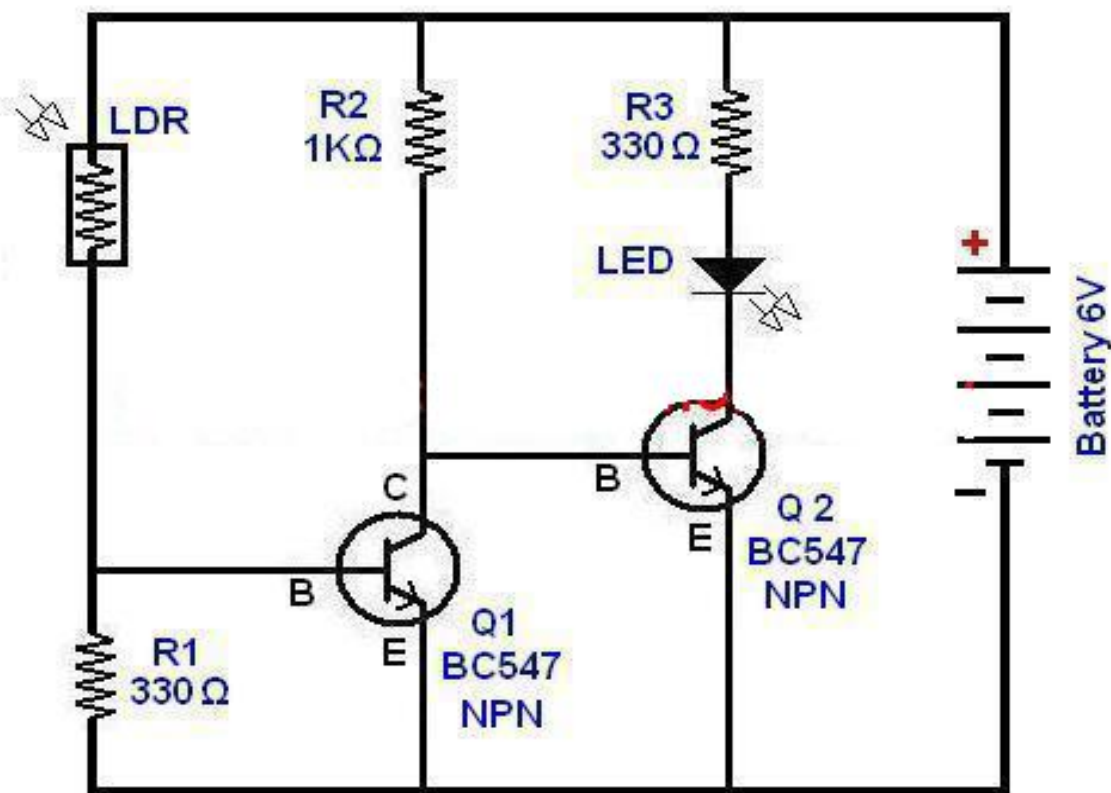 LDR
R2
1KΩ
R3
330 Ω
LED
+
Battery 6V
C
B
E
Q1
BC547
NPN
B
E
Q 2
BC547
NPN
-
R1
330 Ω